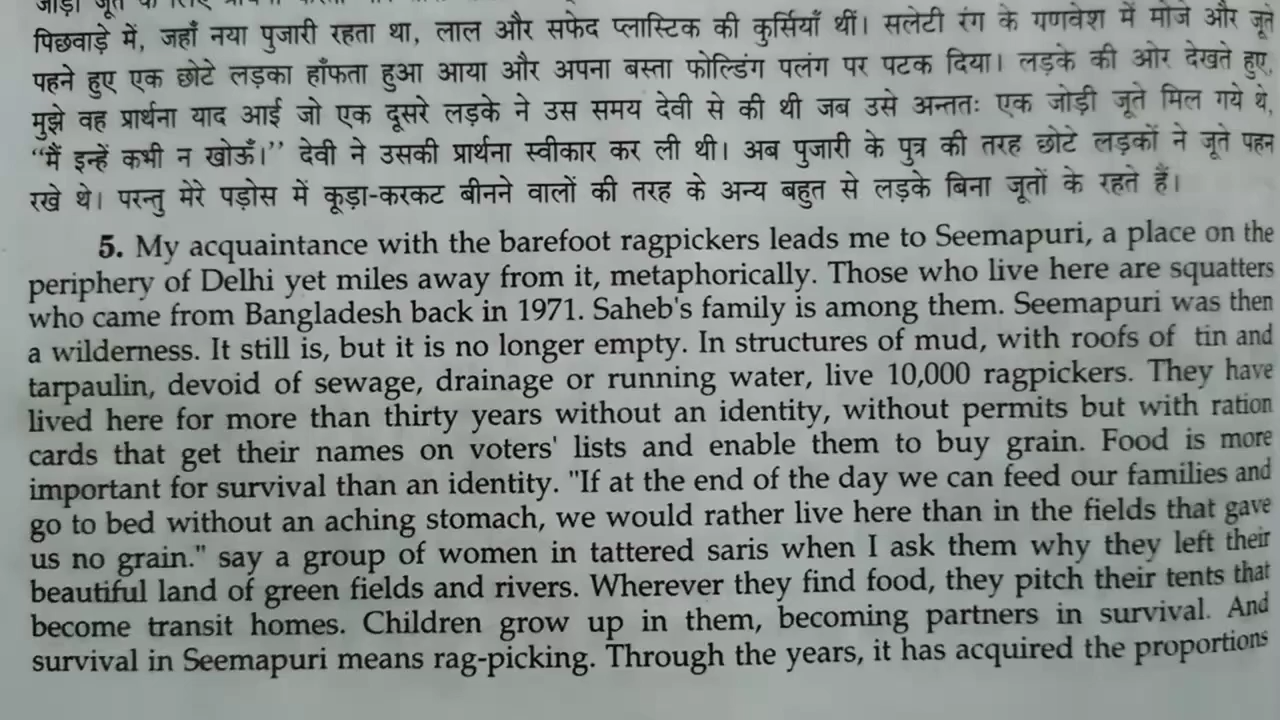 जोड़ी जूते के लिए
पिछवाड़े में, जहाँ नया पुजारी रहता था, लाल और सफेद प्लास्टिक की कुर्सियाँ थीं। सलेटी रंग के गणवेश में मोजे और जूते
पहने हुए एक छोटे लड़का हाँफता हुआ आया और अपना बस्ता फोल्डिंग पलंग पर पटक दिया। लड़के की ओर देखते हुए,
मुझे वह प्रार्थना याद आई जो एक दूसरे लड़के ने उस समय देवी से की थी जब उसे अन्ततः एक जोड़ी जूते मिल गये थे,
“मैं इन्हें कभी न खोऊँ।’’ देवी ने उसकी प्रार्थना स्वीकार कर ली थी। अब पुजारी के पुत्र की तरह छोटे लड़कों ने जूते पहन
रखे थे। परन्तु मेरे पड़ोस में कूड़ा-करकट बीनने वालों की तरह के अन्य बहुत से लड़के बिना जूतों के रहते हैं।
5. My acquaintance with the barefoot ragpickers leads me to Seemapuri, a place on the
periphery of Delhi yet miles away from it, metaphorically. Those who live here are squatters
who came from Bangladesh back in 1971. Saheb's family is among them. Seemapuri was then
a wilderness. It still is, but it is no longer empty. In structures of mud, with roofs of tin and
tarpaulin, devoid of sewage, drainage or running water, live 10,000 ragpickers. They have
lived here for more than thirty years without an identity, without permits but with ration
cards that get their names on voters' lists and enable them to buy grain. Food is more
important for survival than an identity. "If at the end of the day we can feed our families and
go to bed without an aching stomach, we would rather live here than in the fields that gave
us no grain." say a group of women in tattered saris when I ask them why they left their
beautiful land of green fields and rivers. Wherever they find food, they pitch their tents that
become transit homes. Children grow up in them, becoming partners in survival. And
survival in Seemapuri means rag-picking. Through the years, it has acquired the proportions